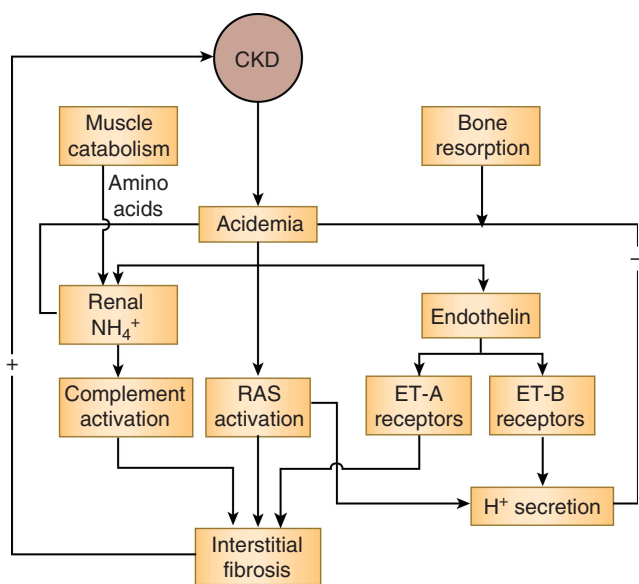 CKD
Muscle
catabolism
Bone
resorption
Amino
acids
Acidemia
–
Renal
NH₄⁺
Endothelin
+
Complement
activation
RAS
activation
ET-A
receptors
ET-B
receptors
H⁺ secretion
Interstitial
fibrosis